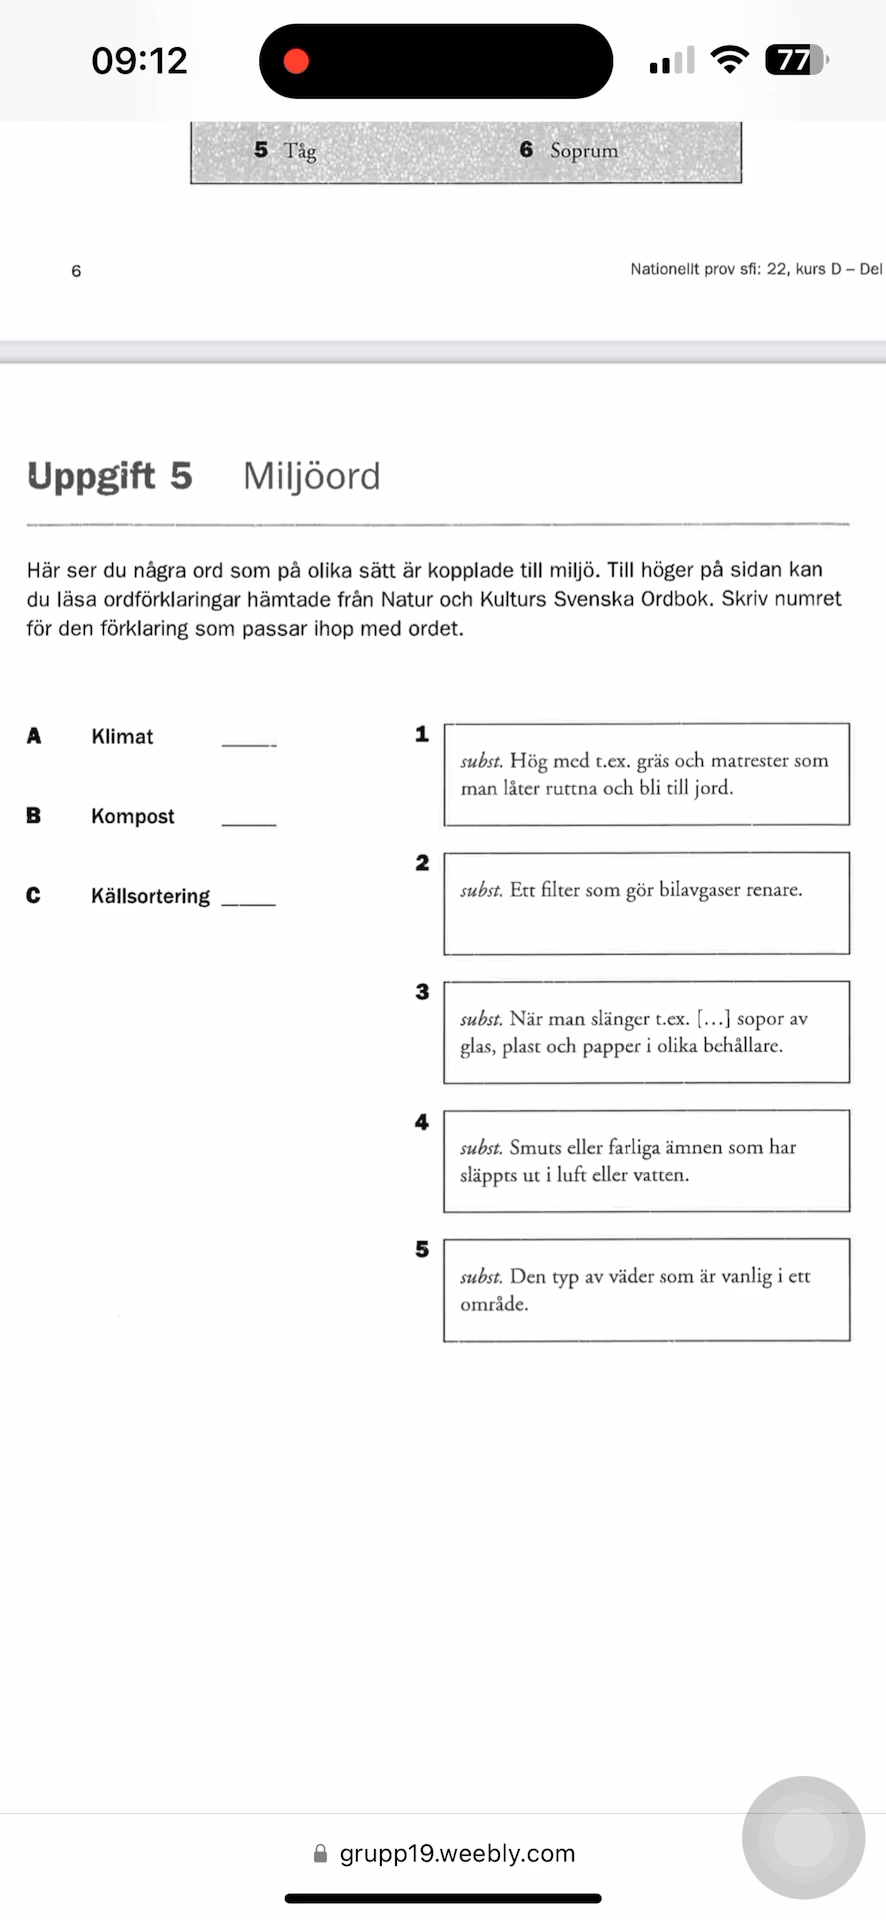 09:12
77
5 Tåg 6 Soprum
6 Nationellt prov sfi: 22, kurs D – Del
Uppgift 5 Miljöord
Här ser du några ord som på olika sätt är kopplade till miljö. Till höger på sidan kan
du läsa ordförklaringar hämtade från Natur och Kulturs Svenska Ordbok. Skriv numret
för den förklaring som passar ihop med ordet.
A Klimat ____
B Kompost ____
C Källsortering ____
1
subst. Hög med t.ex. gräs och matrester som
man låter ruttna och bli till jord.
2
subst. Ett filter som gör bilavgaser renare.
3
subst. När man slänger t.ex. [...] sopor av
glas, plast och papper i olika behållare.
4
subst. Smuts eller farliga ämnen som har
släppts ut i luft eller vatten.
5
subst. Den typ av väder som är vanlig i ett
område.
grupp19.weebly.com